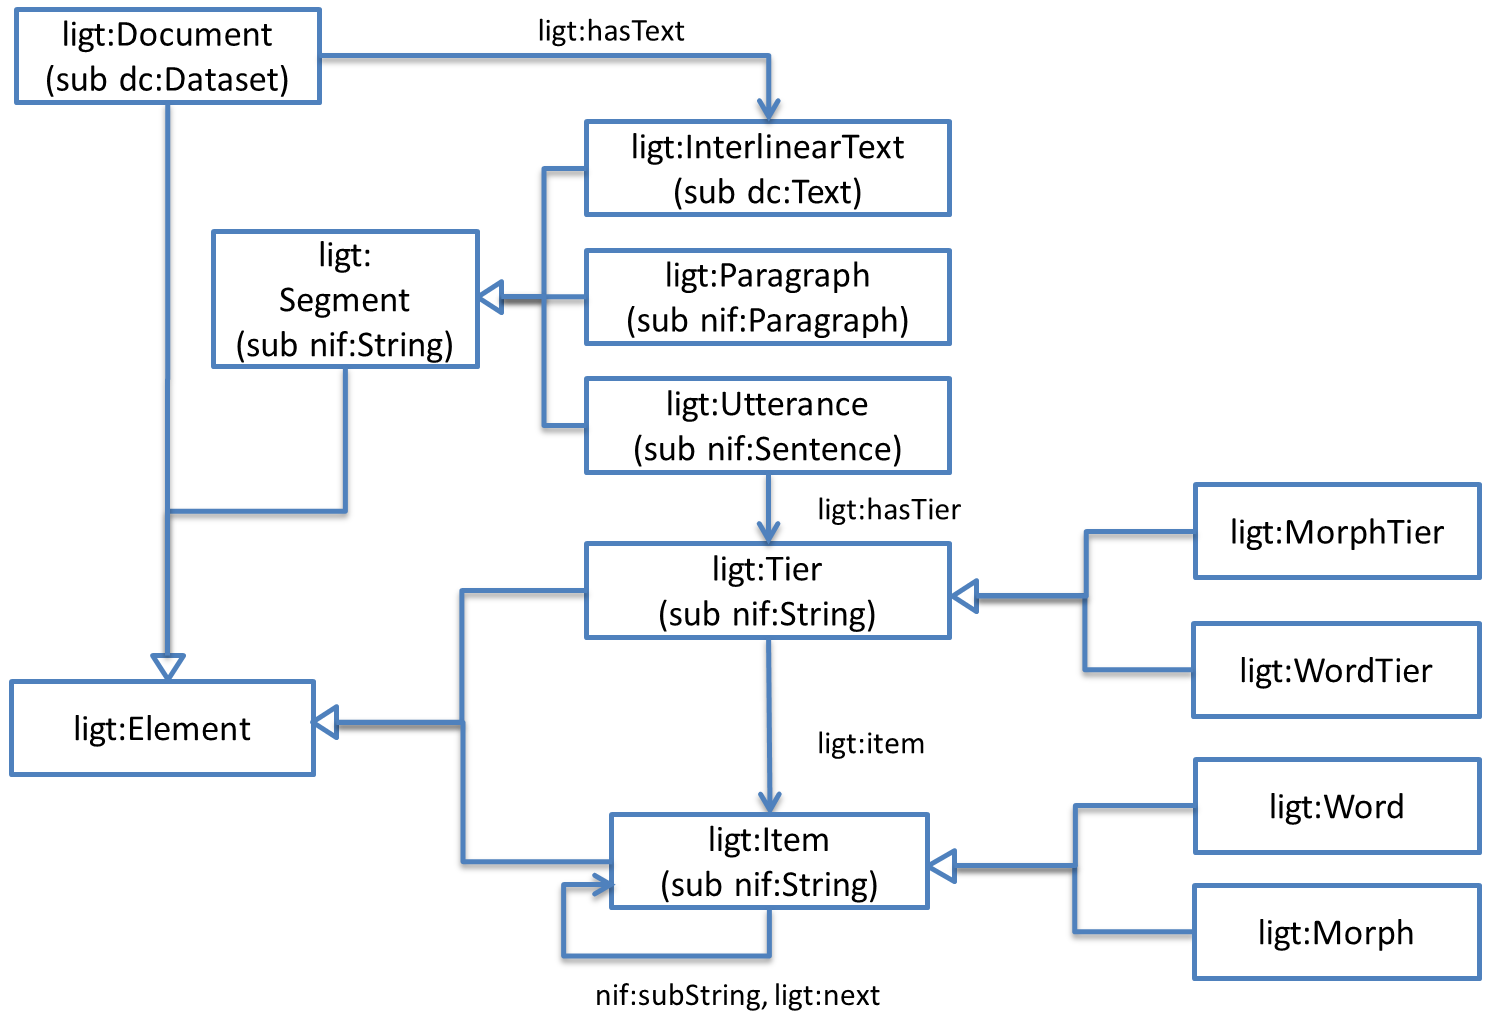 ligt:Document
(sub dc:Dataset)
ligt:hasText
ligt:InterlinearText
(sub dc:Text)
ligt:
Segment
(sub nif:String)
ligt:Paragraph
(sub nif:Paragraph)
ligt:Utterance
(sub nif:Sentence)
ligt:hasTier
ligt:MorphTier
ligt:Tier
(sub nif:String)
ligt:WordTier
ligt:Element
ligt:item
ligt:Word
ligt:Item
(sub nif:String)
ligt:Morph
nif:subString, ligt:next